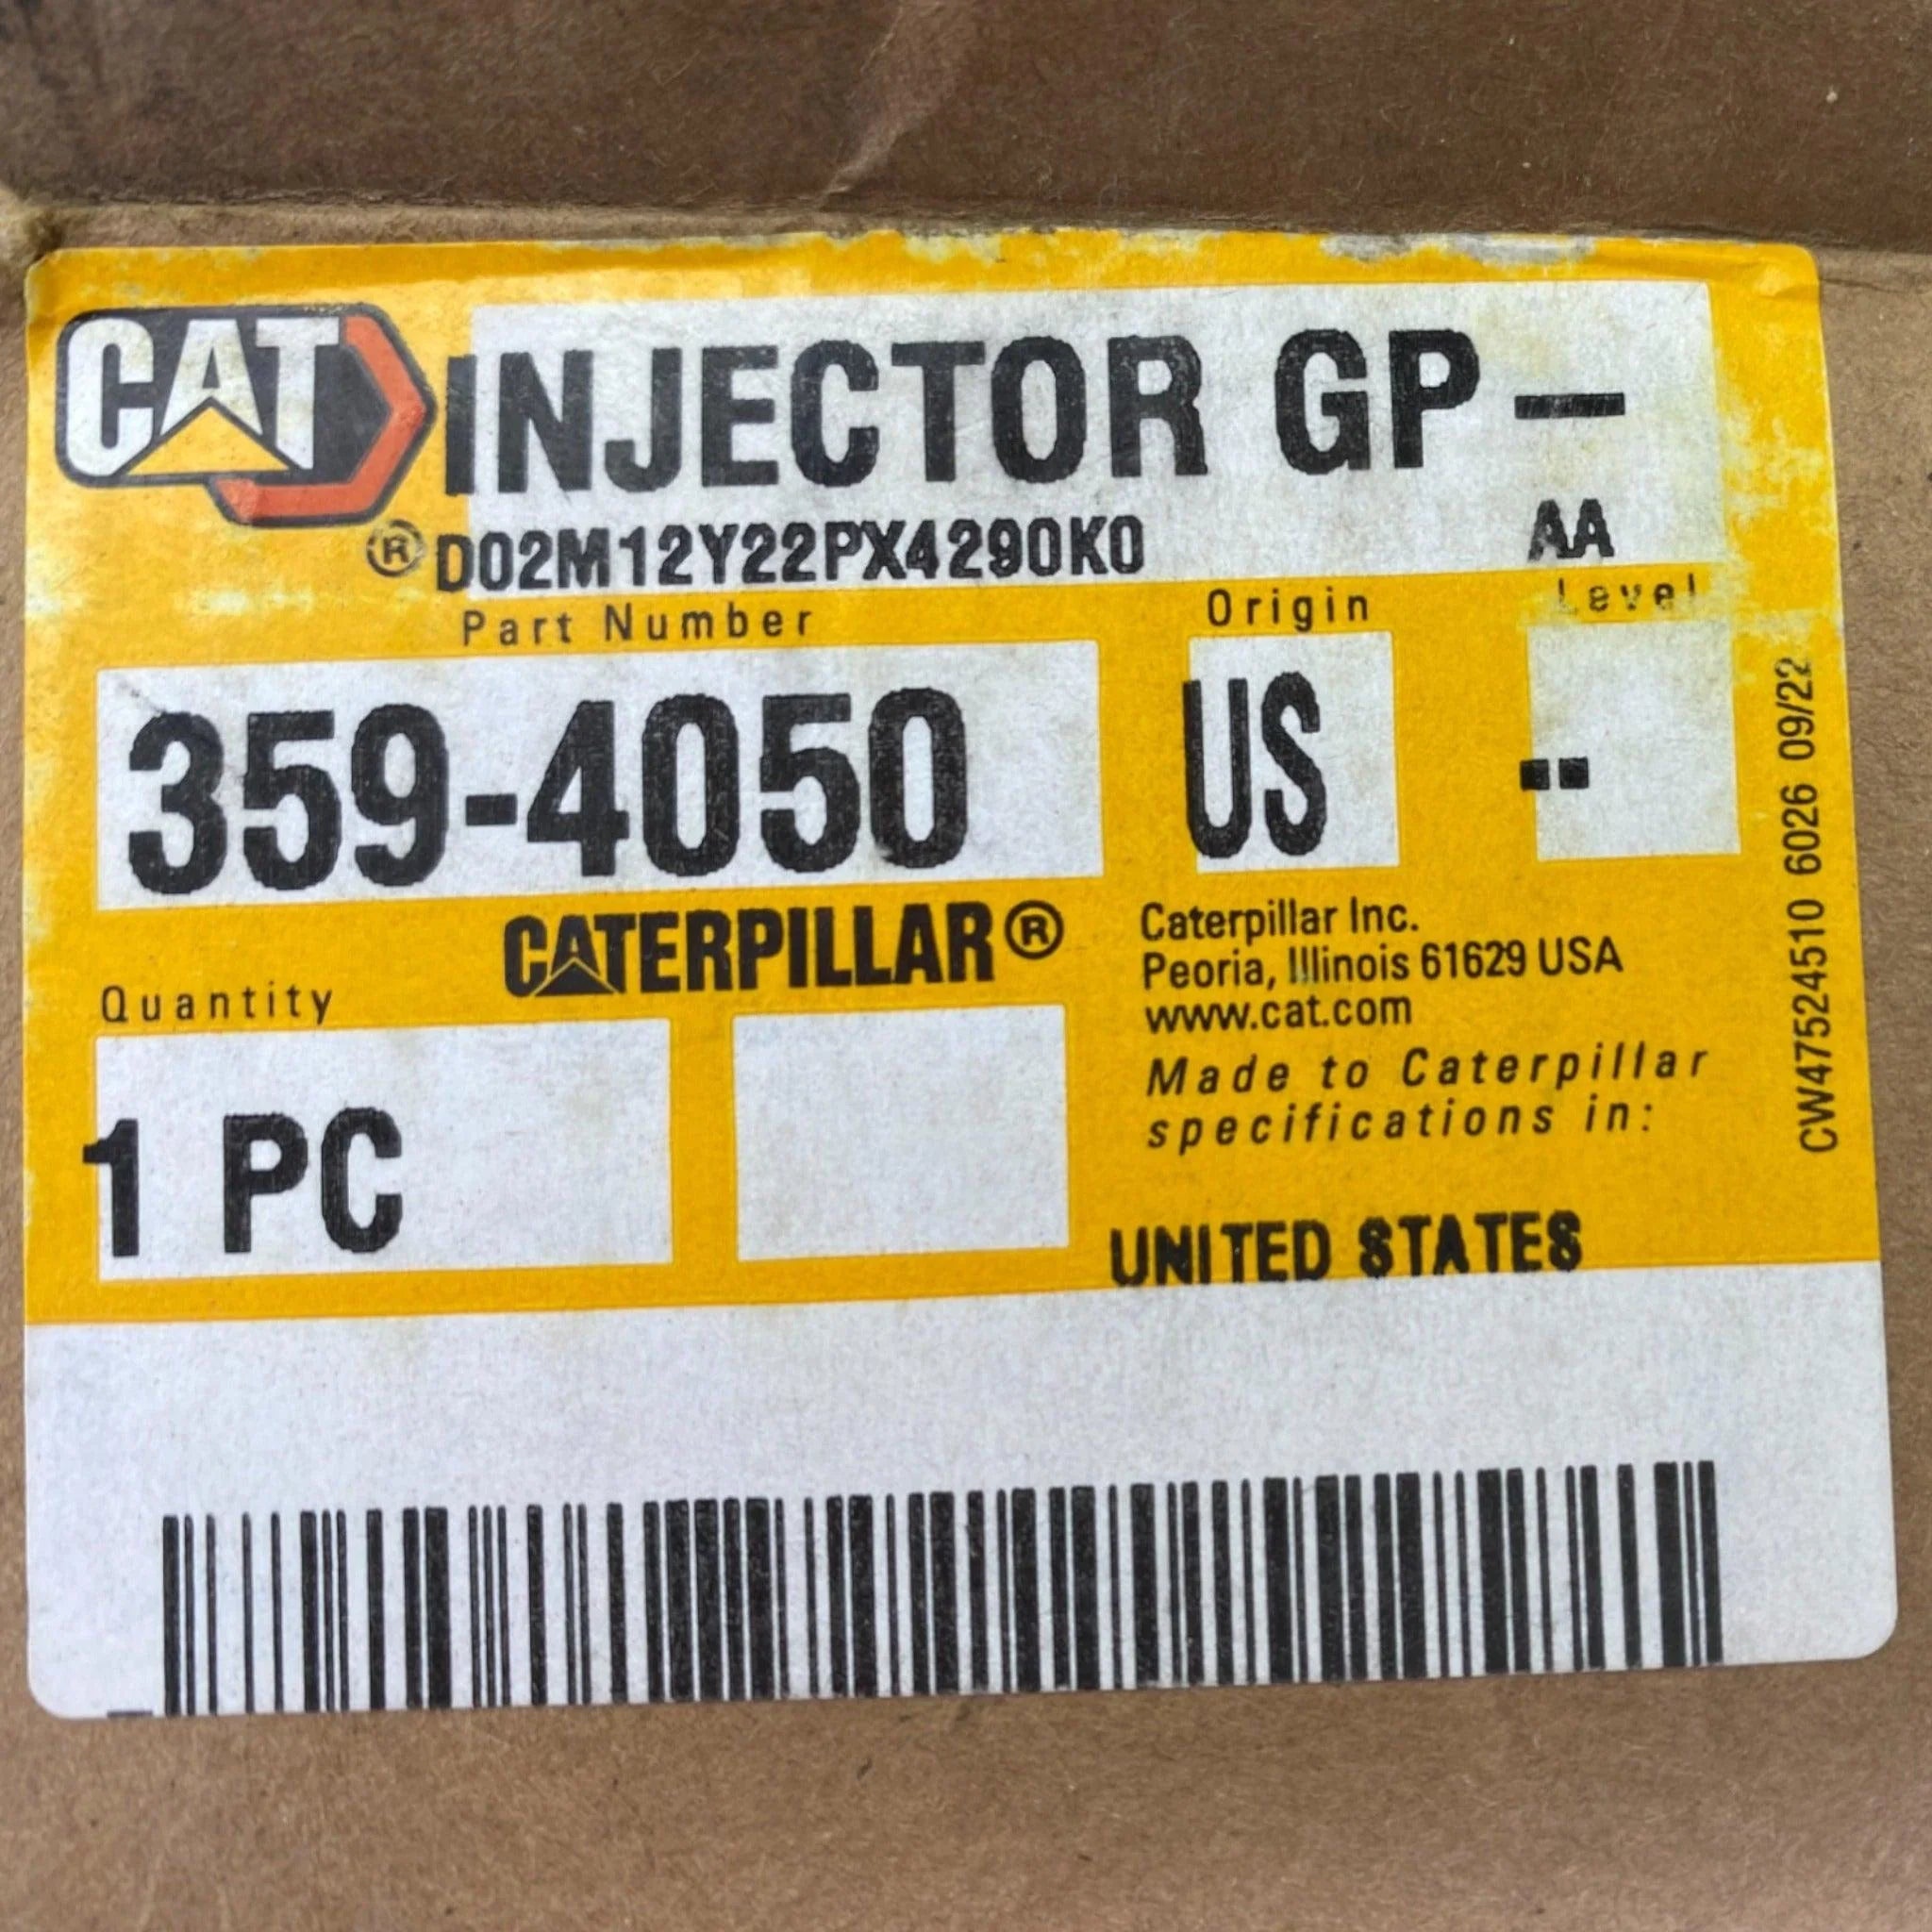 CAT
INJECTOR GP-
® D02M12Y22PX4290K0 AA
Part Number Origin Level
359-4050 US --
CATERPILLAR®
Quantity
1 PC
Caterpillar Inc.
Peoria, Illinois 61629 USA
www.cat.com
Made to Caterpillar
specifications in:
UNITED STATES
CW47524510 6026 09/22